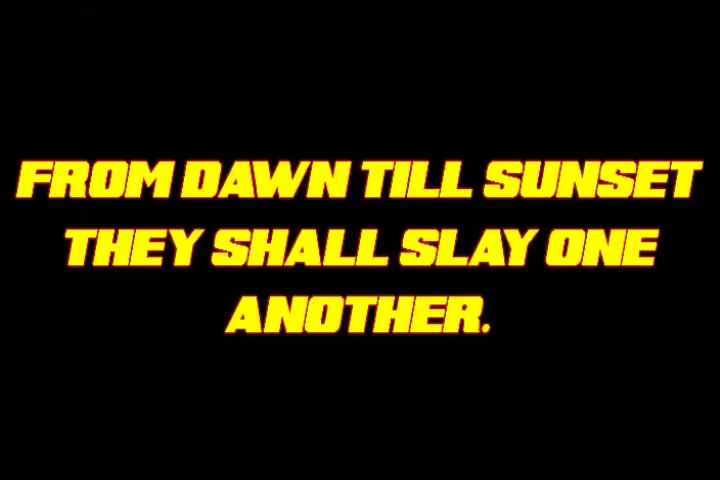 FROM DAWN TILL SUNSET
THEY SHALL SLAY ONE
ANOTHER.